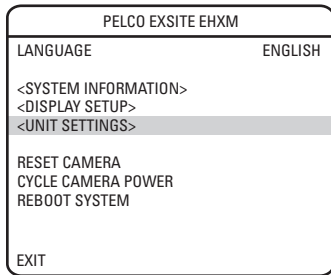 PELCO EXSITE EHXM
LANGUAGE ENGLISH
<SYSTEM INFORMATION>
<DISPLAY SETUP>
<UNIT SETTINGS>
RESET CAMERA
CYCLE CAMERA POWER
REBOOT SYSTEM
EXIT